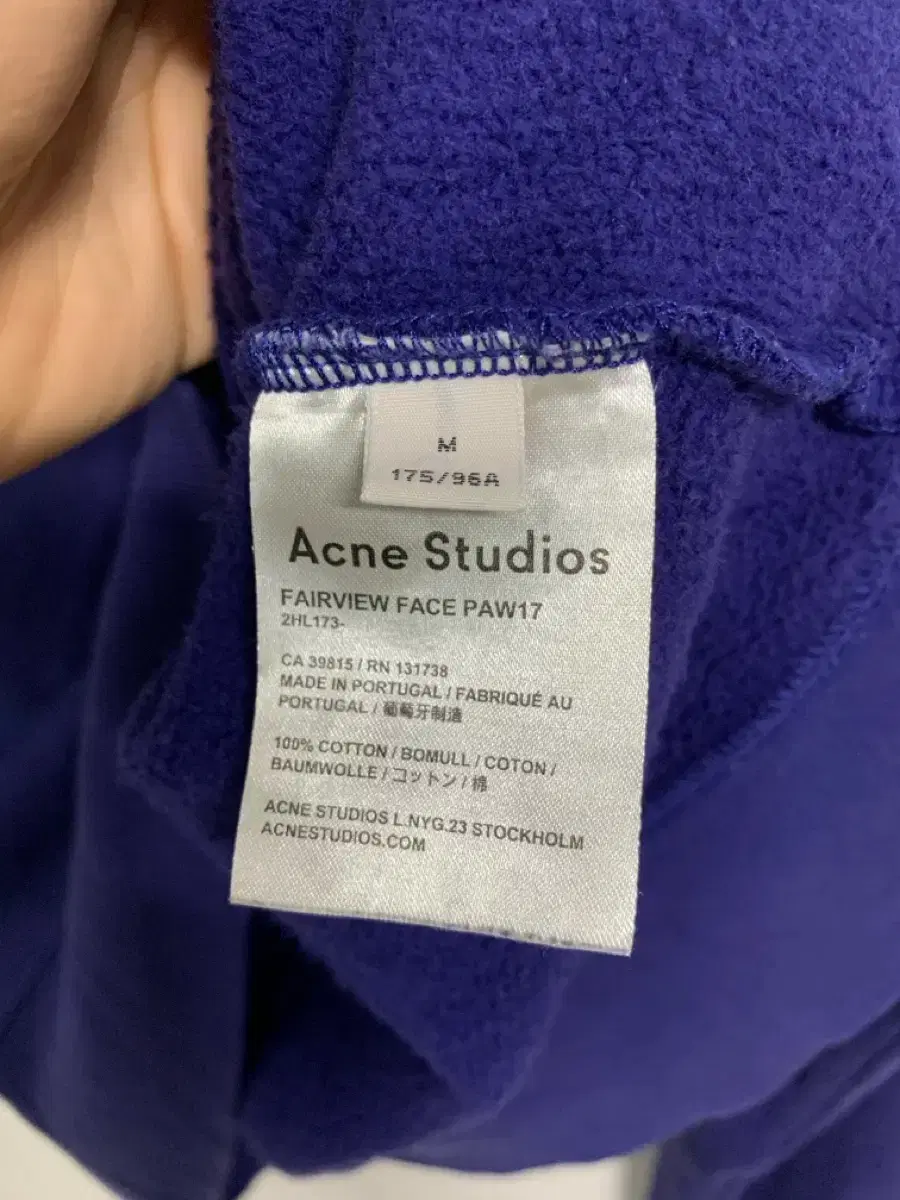 M
175/96A
Acne Studios
FAIRVIEW FACE PAW17
2HL173-
CA 39815 / RN 131738
MADE IN PORTUGAL / FABRIQUÉ AU
PORTUGAL / 葡萄牙制造
100% COTTON / BOMULL / COTON /
BAUMWOLLE / コットン / 棉
ACNE STUDIOS L.NYG.23 STOCKHOLM
ACNESTUDIOS.COM